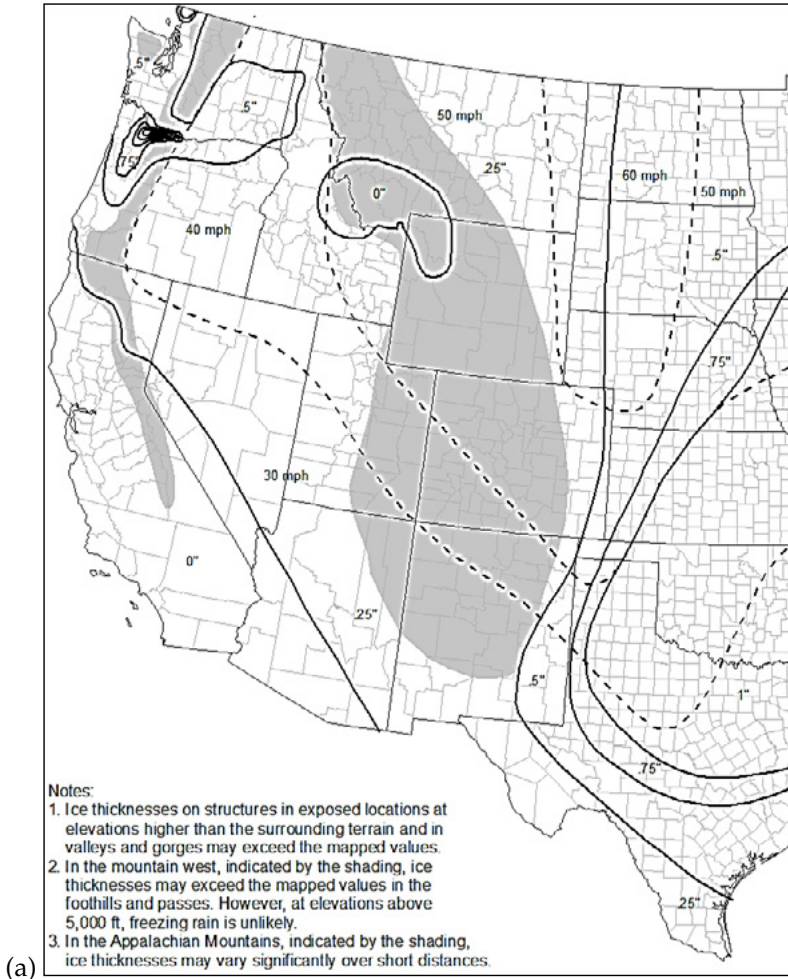 .5"
.5"
.75"
50 mph
.25"
60 mph
50 mph
0"
40 mph
.5"
.75"
30 mph
0"
.25"
.5"
1"
.75"
.25"
Notes:
1. Ice thicknesses on structures in exposed locations at
elevations higher than the surrounding terrain and in
valleys and gorges may exceed the mapped values.
2. In the mountain west, indicated by the shading, ice
thicknesses may exceed the mapped values in the
foothills and passes. However, at elevations above
5,000 ft, freezing rain is unlikely.
3. In the Appalachian Mountains, indicated by the shading,
ice thicknesses may vary significantly over short distances.
(a)